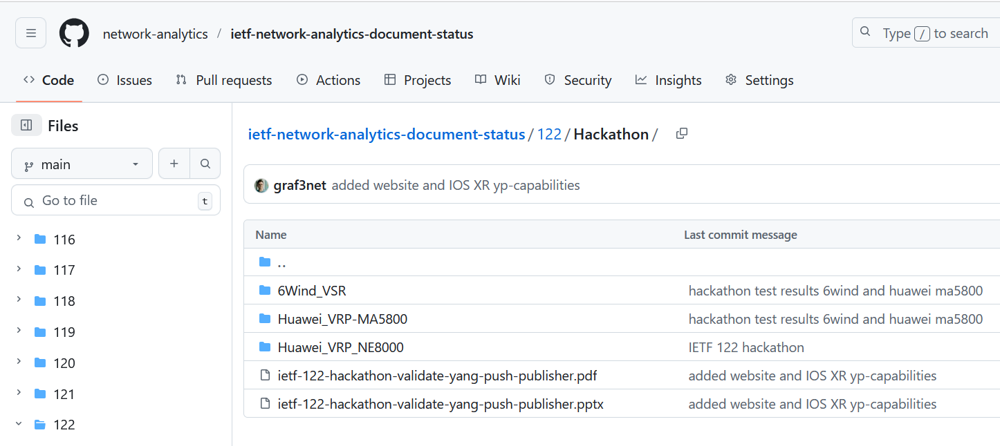 network-analytics / ietf-network-analytics-document-status
Type / to search
Code Issues Pull requests Actions Projects Wiki Security Insights Settings
Files
main
Go to file
t
116
117
118
119
120
121
122
ietf-network-analytics-document-status / 122 / Hackathon /
graf3net added website and IOS XR yp-capabilities
Name Last commit message
..
6Wind_VSR hackathon test results 6wind and huawei ma5800
Huawei_VRP-MA5800 hackathon test results 6wind and huawei ma5800
Huawei_VRP_NE8000 IETF 122 hackathon
ietf-122-hackathon-validate-yang-push-publisher.pdf added website and IOS XR yp-capabilities
ietf-122-hackathon-validate-yang-push-publisher.pptx added website and IOS XR yp-capabilities